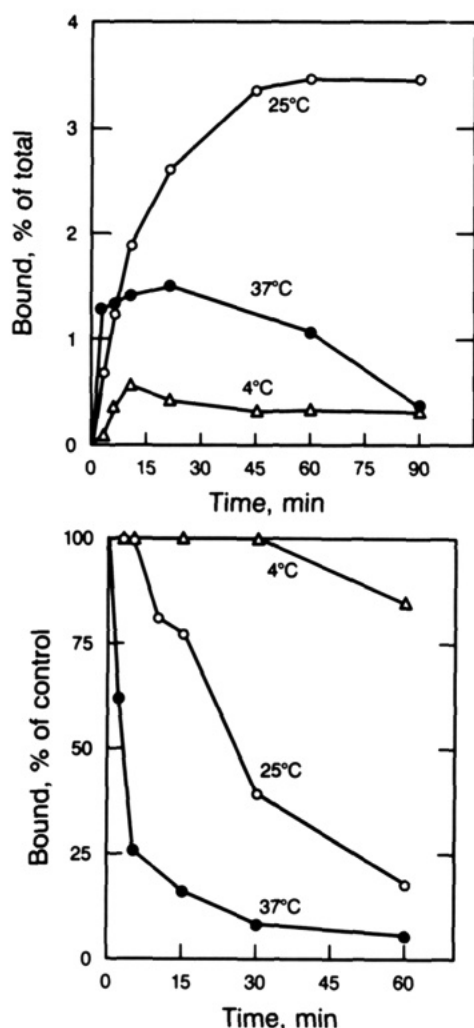 4
3
2
1
0
Bound, % of total
25°C
37°C
4°C
0 15 30 45 60 75 90
Time, min
100
75
50
25
0
Bound, % of control
4°C
25°C
37°C
0 15 30 45 60
Time, min